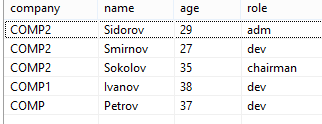 company name age role
COMP2 Sidorov 29 adm
COMP2 Smirnov 27 dev
COMP2 Sokolov 35 chairman
COMP1 Ivanov 38 dev
COMP Petrov 37 dev